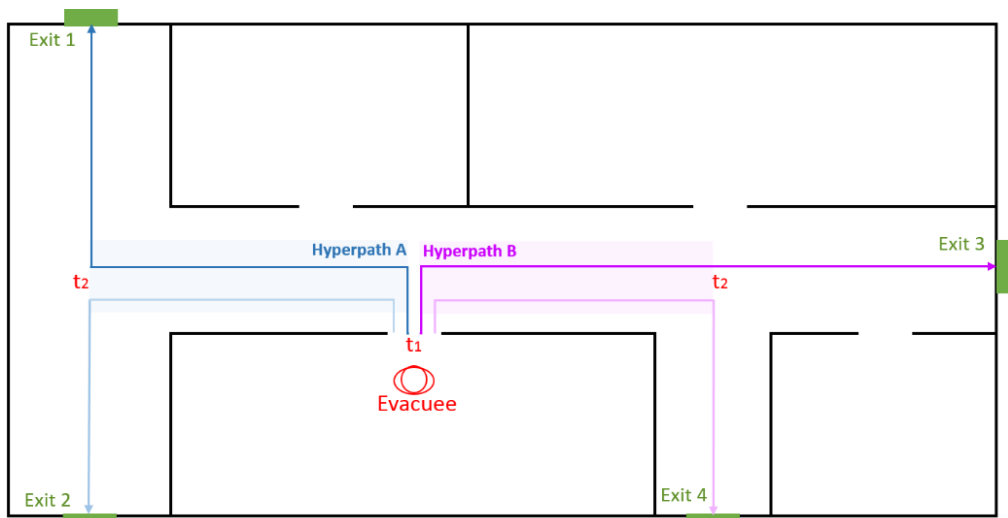 Exit 1
Hyperpath A
Hyperpath B
Exit 3
t2
t2
t1
Evacuee
Exit 2
Exit 4